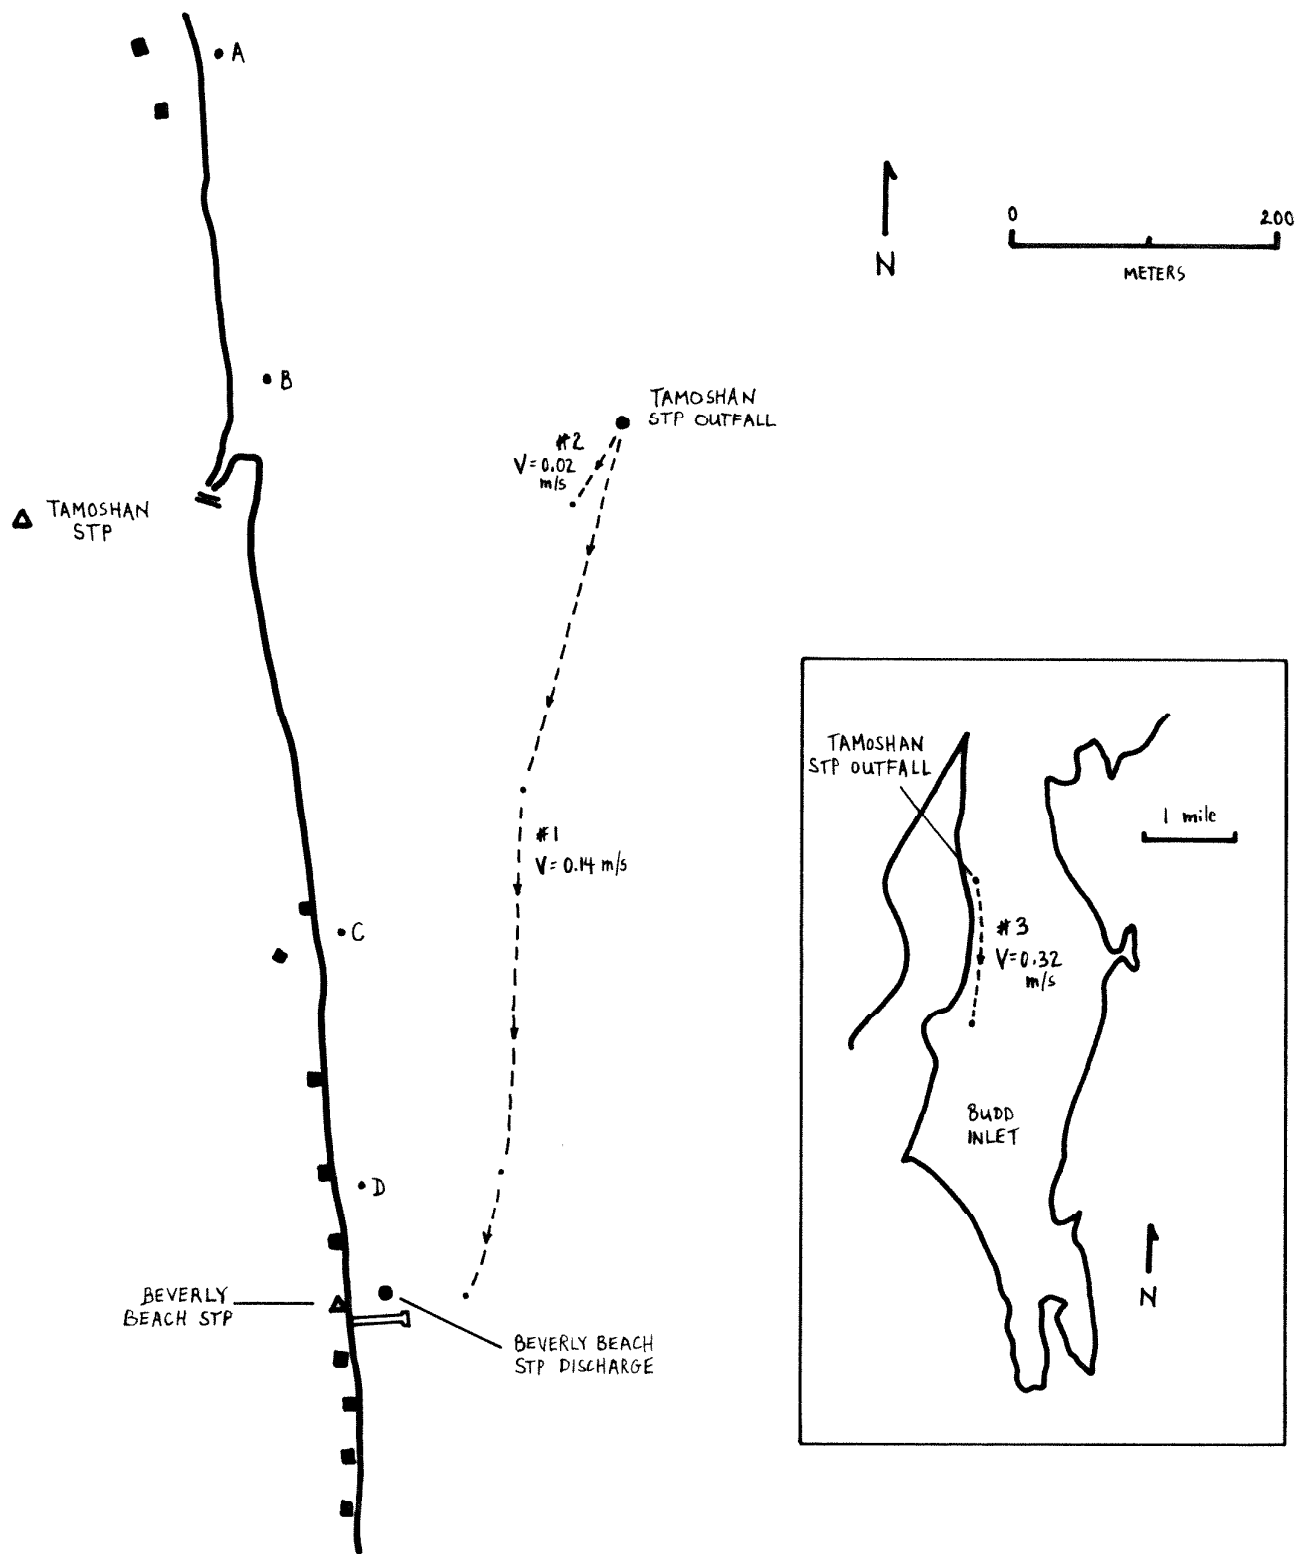 A
0 200
METERS
N
B
TAMOSHAN
STP OUTFALL
#2
V=0.02
m/s
TAMOSHAN
STP
TAMOSHAN
STP OUTFALL
1 mile
#1
V=0.14 m/s
C
#3
V=0.32
m/s
BUDD
INLET
D
N
BEVERLY
BEACH STP
BEVERLY BEACH
STP DISCHARGE